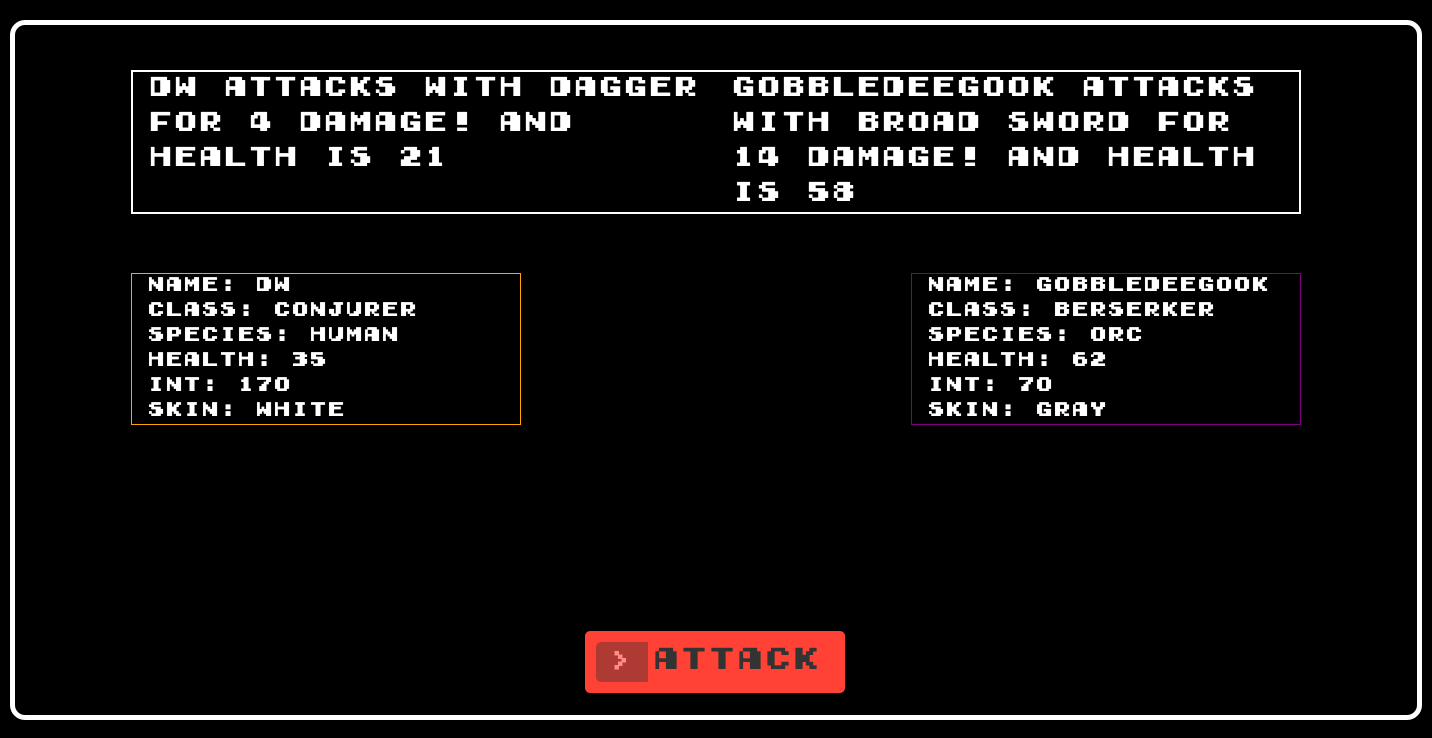 DW ATTACKS WITH DAGGER
FOR 4 DAMAGE! AND
HEALTH IS 21
GOBBLEDEEGOOK ATTACKS
WITH BROAD SWORD FOR
14 DAMAGE! AND HEALTH
IS 58
NAME: DW
CLASS: CONJURER
SPECIES: HUMAN
HEALTH: 35
INT: 170
SKIN: WHITE
NAME: GOBBLEDEEGOOK
CLASS: BERSERKER
SPECIES: ORC
HEALTH: 62
INT: 70
SKIN: GRAY
> ATTACK